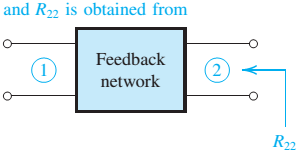 and R22 is obtained from
Feedback
network
1
2
R22